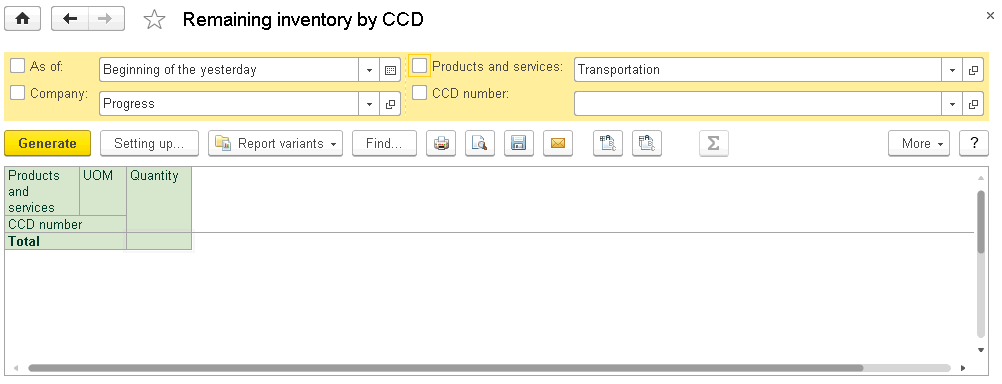 Remaining inventory by CCD
As of: Beginning of the yesterday Products and services: Transportation
Company: Progress CCD number:
Generate Setting up... Report variants Find... Σ More ?
Products and services UOM Quantity
CCD number
Total